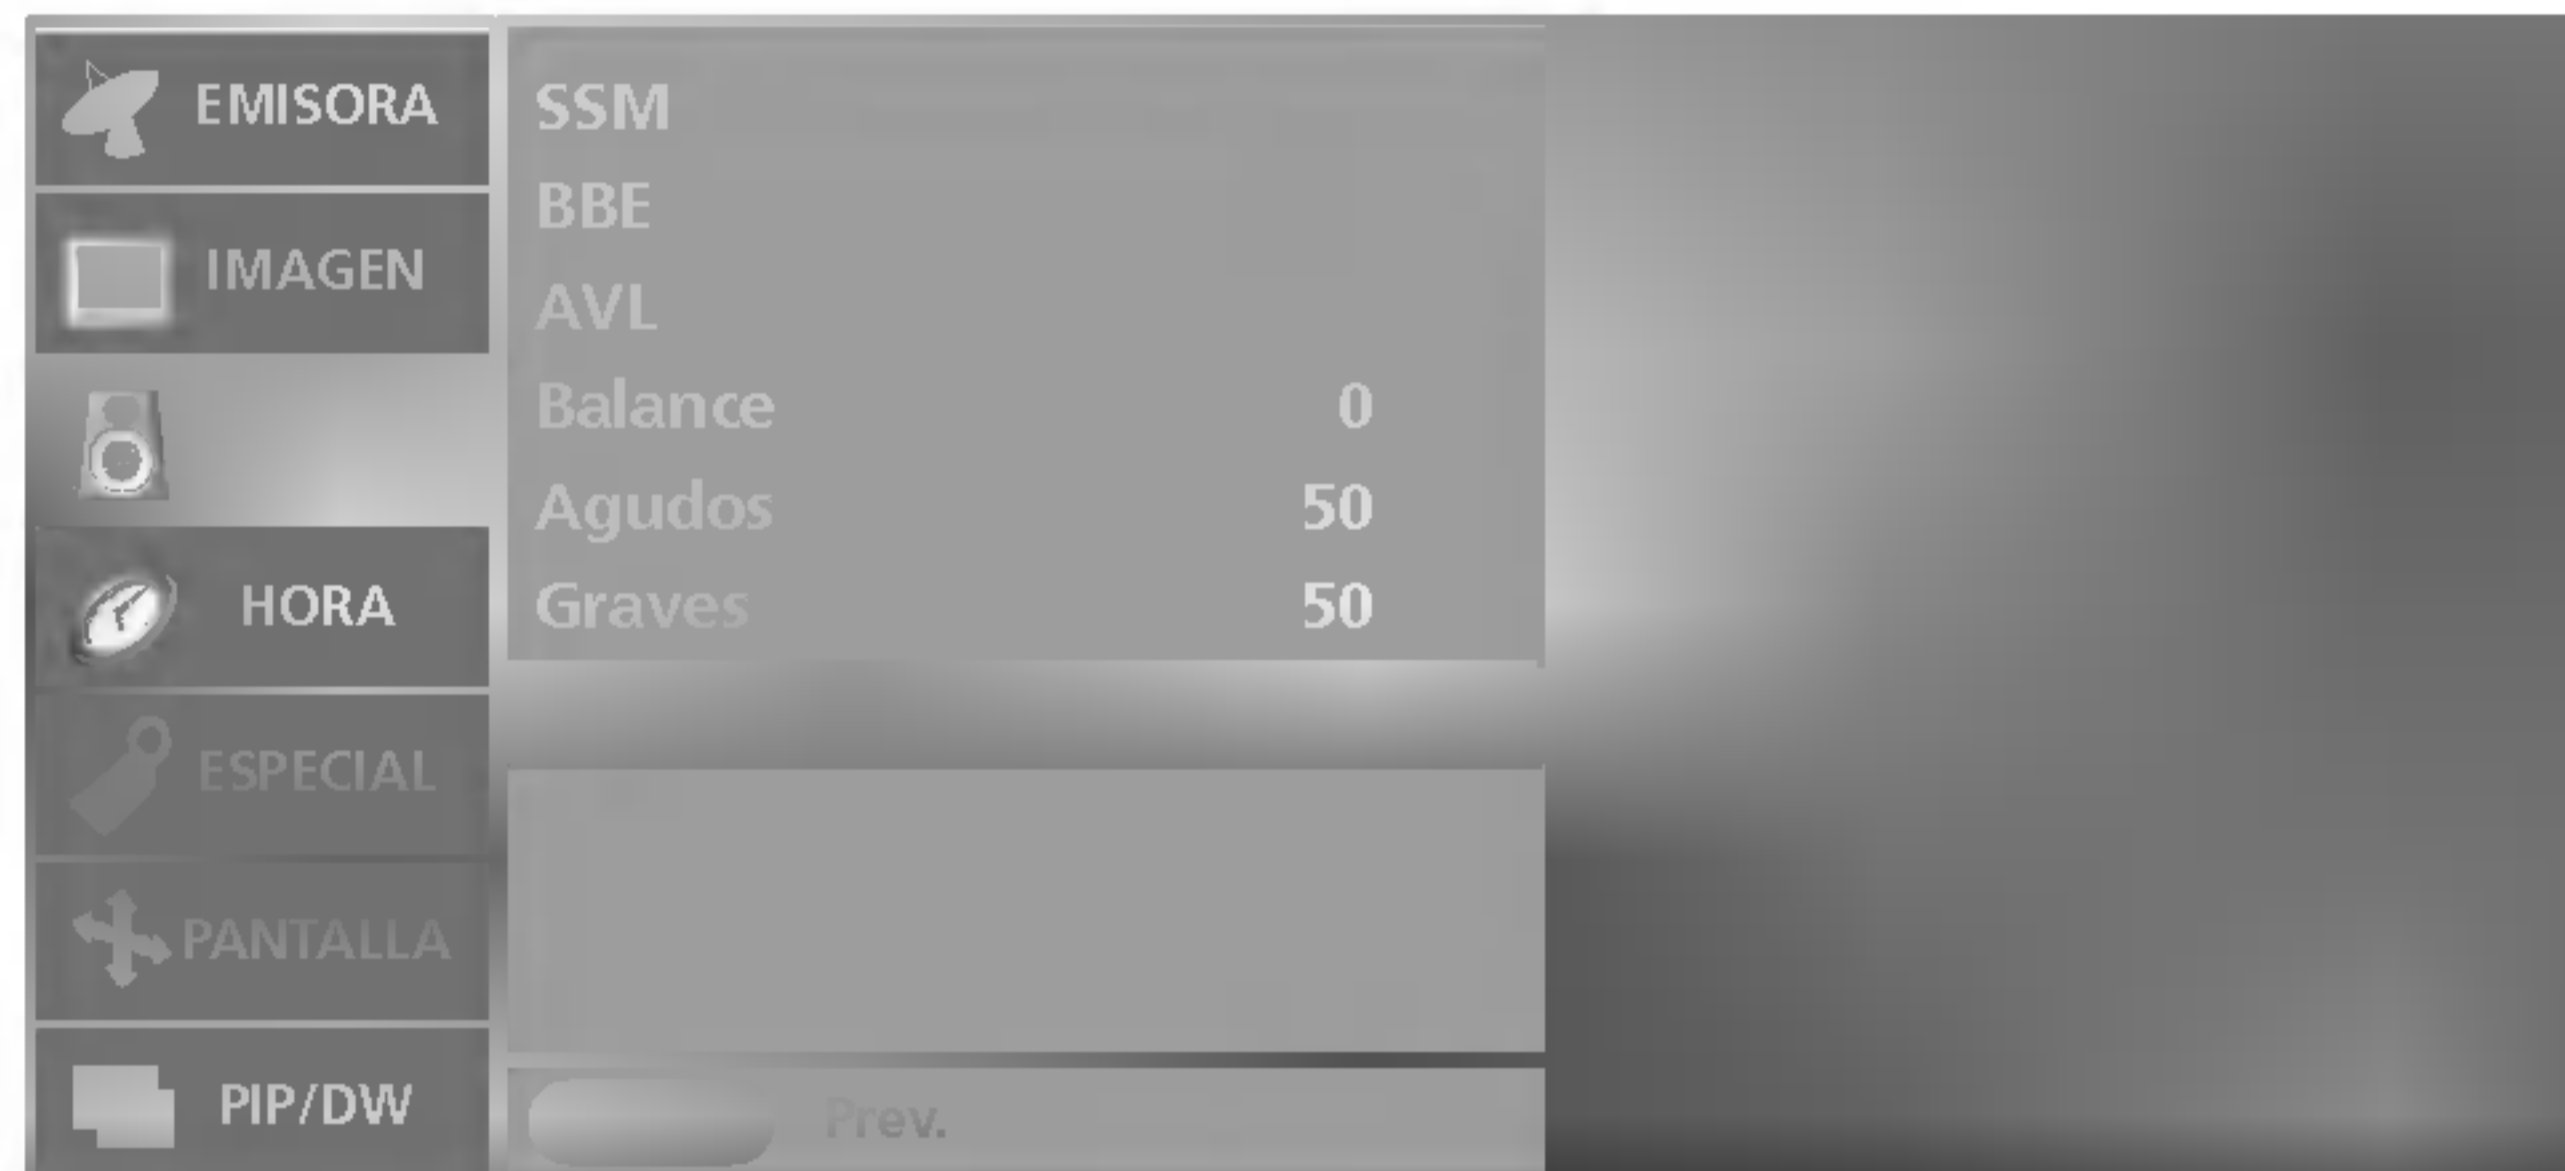 EMISORA
IMAGEN
HORA
ESPECIAL
PANTALLA
PIP/DW
SSM
BBE
AVL
Balance 0
Agudos 50
Graves 50
Prev.